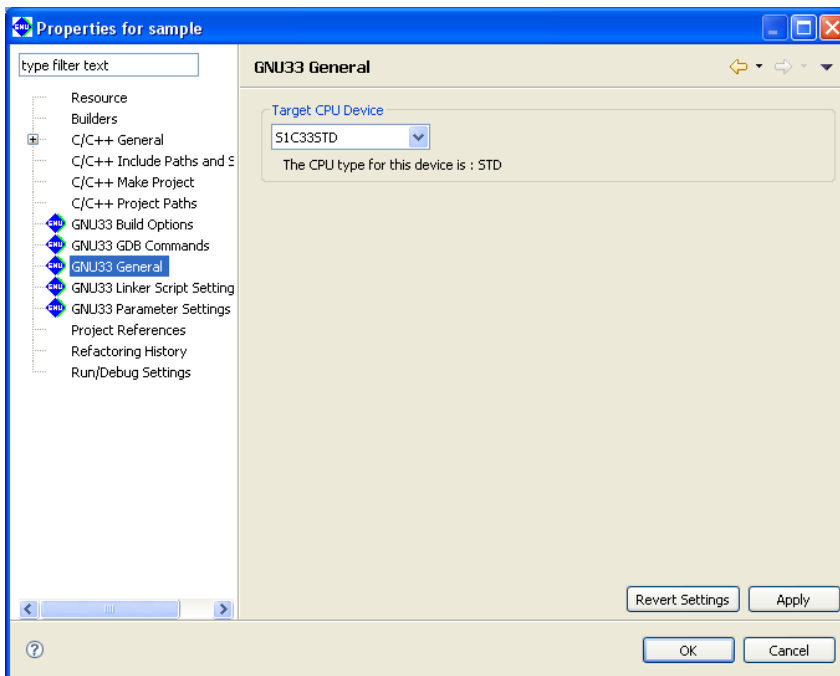 Properties for sample
type filter text
Resource
Builders
C/C++ General
C/C++ Include Paths and S
C/C++ Make Project
C/C++ Project Paths
GNU33 Build Options
GNU33 GDB Commands
GNU33 General
GNU33 Linker Script Setting
GNU33 Parameter Settings
Project References
Refactoring History
Run/Debug Settings
GNU33 General
Target CPU Device
S1C33STD
The CPU type for this device is : STD
Revert Settings
Apply
OK
Cancel